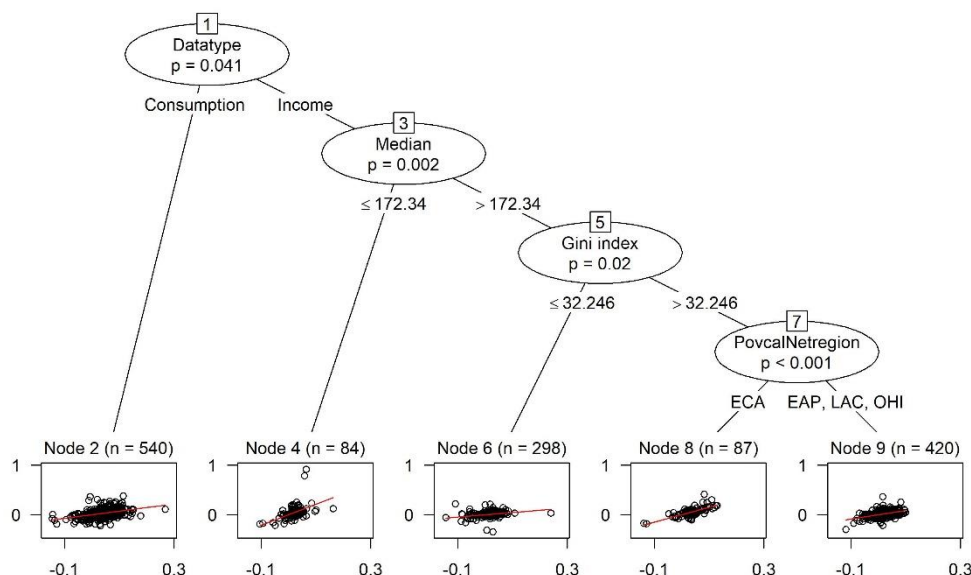 1
Datatype
p = 0.041
Consumption Income
3
Median
p = 0.002
≤ 172.34 > 172.34
5
Gini index
p = 0.02
≤ 32.246 > 32.246
7
PovcalNetregion
p < 0.001
ECA EAP, LAC, OHI
Node 2 (n = 540) Node 4 (n = 84) Node 6 (n = 298) Node 8 (n = 87) Node 9 (n = 420)
1 1 1 1 1
0 0 0 0 0
-0.1 0.3 -0.1 0.3 -0.1 0.3 -0.1 0.3 -0.1 0.3